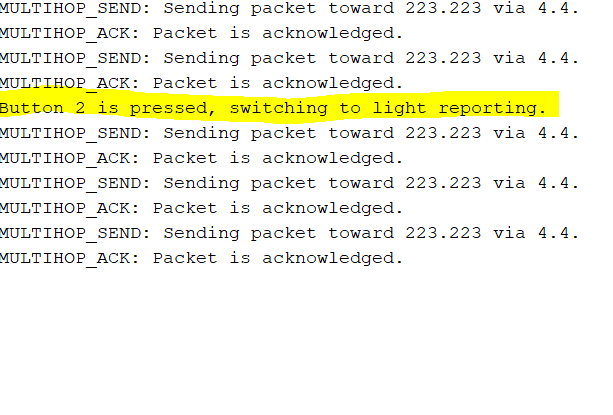 MULTIHOP_SEND: Sending packet toward 223.223 via 4.4.
MULTIHOP_ACK: Packet is acknowledged.
MULTIHOP_SEND: Sending packet toward 223.223 via 4.4.
MULTIHOP_ACK: Packet is acknowledged.
Button 2 is pressed, switching to light reporting.
MULTIHOP_SEND: Sending packet toward 223.223 via 4.4.
MULTIHOP_ACK: Packet is acknowledged.
MULTIHOP_SEND: Sending packet toward 223.223 via 4.4.
MULTIHOP_ACK: Packet is acknowledged.
MULTIHOP_SEND: Sending packet toward 223.223 via 4.4.
MULTIHOP_ACK: Packet is acknowledged.